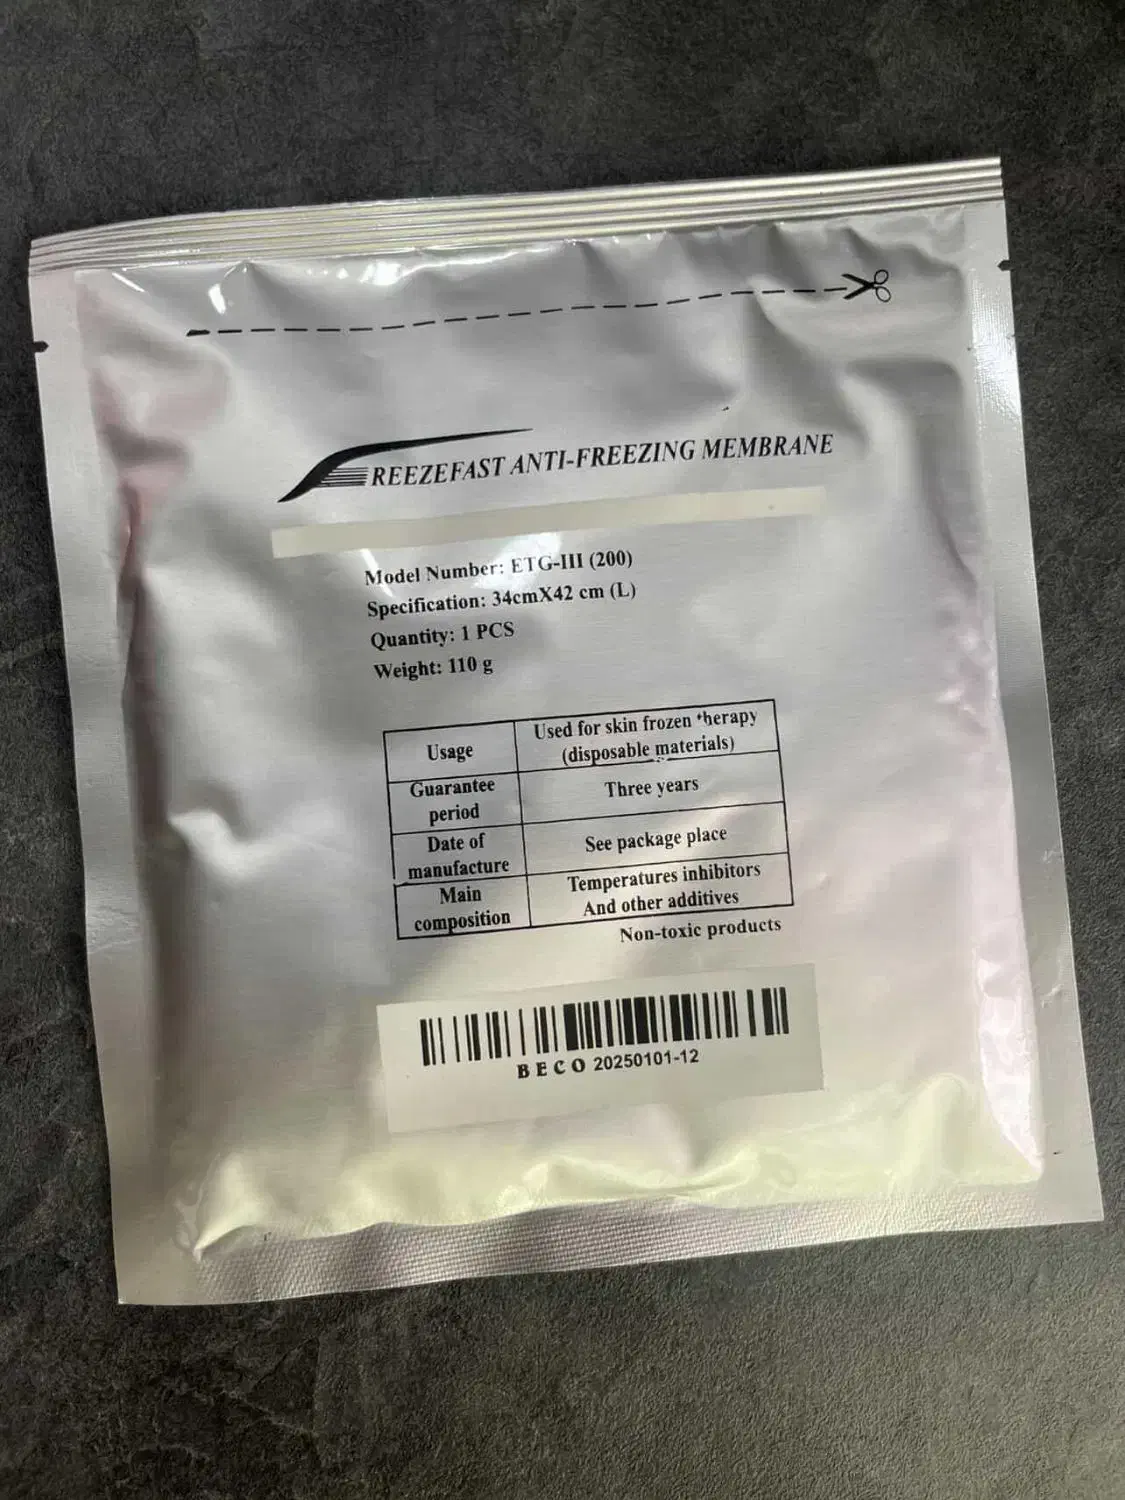 FREEZEFAST ANTI-FREEZING MEMBRANE
Model Number: ETG-III (200)
Specification: 34cmX42 cm (L)
Quantity: 1 PCS
Weight: 110 g
Usage
Used for skin frozen therapy
(disposable materials)
Guarantee
period
Three years
Date of
manufacture
See package place
Main
composition
Temperatures inhibitors
And other additives
Non-toxic products
BECO 20250101-12